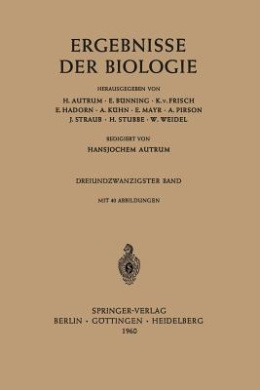 ERGEBNISSE
DER BIOLOGIE
HERAUSGEGEBEN VON
H. AUTRUM · E. BÜNNING · K. v. FRISCH
E. HADORN · A. KÜHN · E. MAYR · A. PIRSON
J. STRAUB · H. STUBBE · W. WEIDEL
REDIGIERT VON
HANSJOCHEM AUTRUM
DREIUNDZWANZIGSTER BAND
MIT 40 ABBILDUNGEN
SPRINGER-VERLAG
BERLIN · GÖTTINGEN · HEIDELBERG
1960